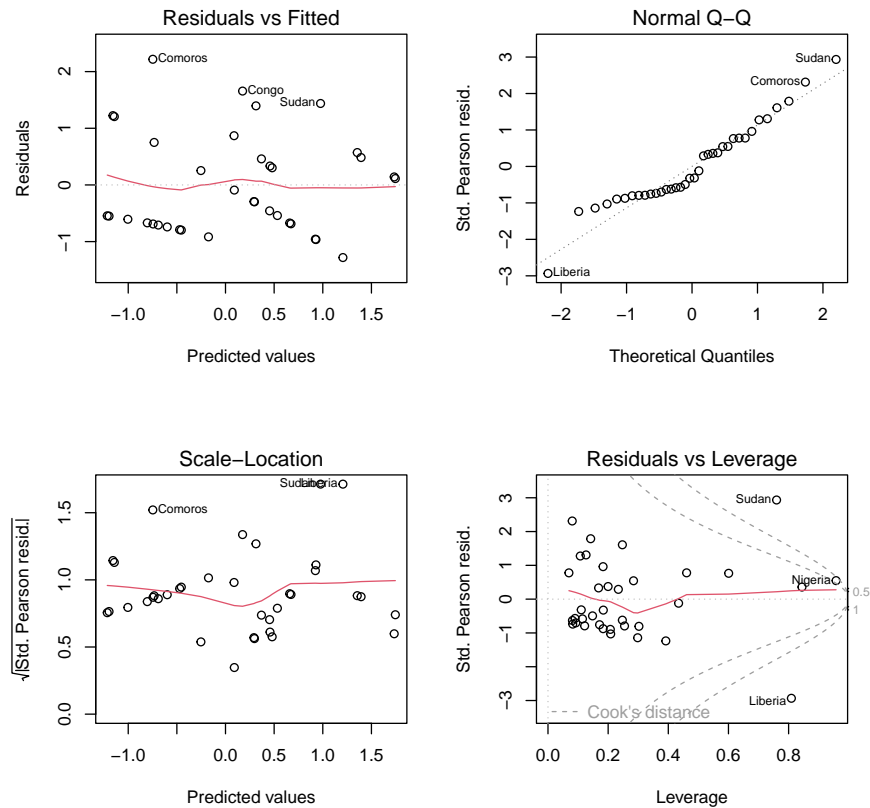 Residuals vs Fitted
Residuals
2
1
0
−1
Comoros
Congo
Sudan
−1.0
0.0
0.5
1.0
1.5
Predicted values
Normal Q−Q
Std. Pearson resid.
3
2
1
0
−1
−2
−3
Sudan
Comoros
Liberia
−2
−1
0
1
2
Theoretical Quantiles
Scale−Location
√|Std. Pearson resid.|
1.5
1.0
0.5
0.0
Sudan
Liberia
Comoros
−1.0
0.0
0.5
1.0
1.5
Predicted values
Residuals vs Leverage
Std. Pearson resid.
3
2
1
0
−1
−3
Sudan
Nigeria
0.5
1
Liberia
Cook's distance
0.0
0.2
0.4
0.6
0.8
Leverage